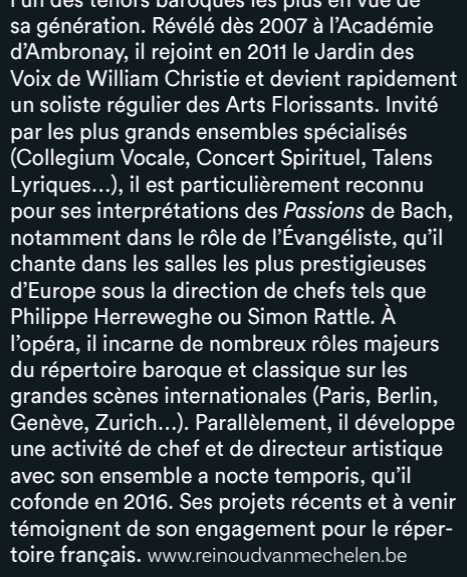 l'un des ténors baroques les plus en vue de
sa génération. Révélé dès 2007 à l'Académie
d'Ambronay, il rejoint en 2011 le Jardin des
Voix de William Christie et devient rapidement
un soliste régulier des Arts Florissants. Invité
par les plus grands ensembles spécialisés
(Collegium Vocale, Concert Spirituel, Talens
Lyriques...), il est particulièrement reconnu
pour ses interprétations des Passions de Bach,
notamment dans le rôle de l'Évangéliste, qu'il
chante dans les salles les plus prestigieuses
d'Europe sous la direction de chefs tels que
Philippe Herreweghe ou Simon Rattle. À
l'opéra, il incarne de nombreux rôles majeurs
du répertoire baroque et classique sur les
grandes scènes internationales (Paris, Berlin,
Genève, Zurich...). Parallèlement, il développe
une activité de chef et de directeur artistique
avec son ensemble a nocte temporis, qu'il
cofonde en 2016. Ses projets récents et à venir
témoignent de son engagement pour le réper-
toire français. www.reinoudvanmechelen.be